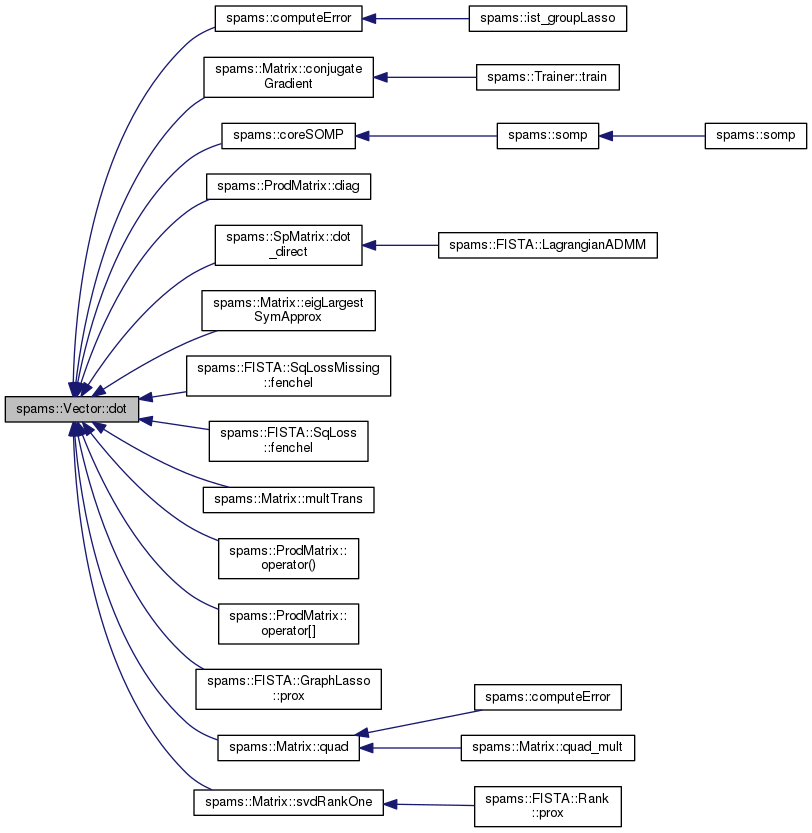 spams::computeError
spams::ist_groupLasso
spams::Matrix::conjugate
Gradient
spams::Trainer::train
spams::coreSOMP
spams::somp
spams::somp
spams::ProdMatrix::diag
spams::SpMatrix::dot
_direct
spams::FISTA::LagrangianADMM
spams::Matrix::eigLargest
SymApprox
spams::FISTA::SqLossMissing
::fenchel
spams::Vector::dot
spams::FISTA::SqLoss
::fenchel
spams::Matrix::multTrans
spams::ProdMatrix::
operator()
spams::ProdMatrix::
operator[]
spams::FISTA::GraphLasso
::prox
spams::computeError
spams::Matrix::quad
spams::Matrix::quad_mult
spams::Matrix::svdRankOne
spams::FISTA::Rank
::prox